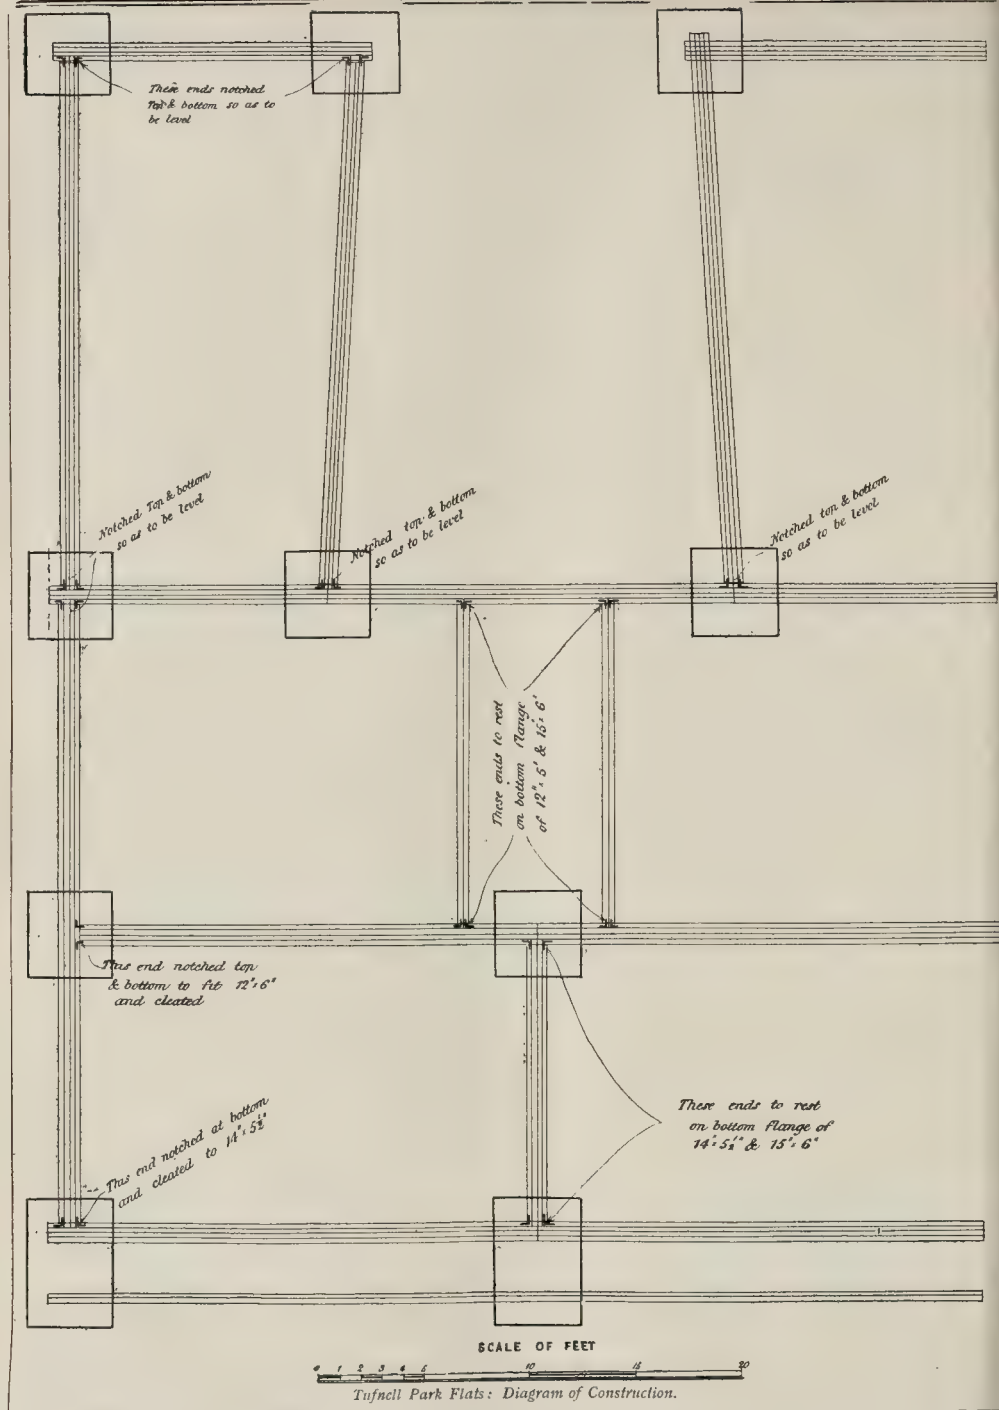 These ends notched
Top & bottom so as to
be level
Notched Top & bottom
so as to be level
Notched top & bottom
so as to be level
Notched top & bottom
so as to be level
These ends to rest
on bottom flange
of 12" × 5" & 15" × 6"
This end notched top
& bottom to fit 12" × 6"
and cleated
This end notched at bottom
and cleated to 14" × 5½"
These ends to rest
on bottom flange of
14" × 5½" & 15" × 6"
SCALE OF FEET
0 1 2 3 4 5 10 15 20
Tufnell Park Flats: Diagram of Construction.